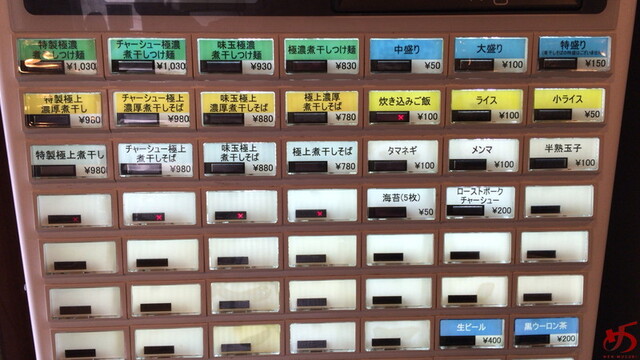 特製極濃
煮干しつけ麺
¥1,030
チャーシュー極濃
煮干しつけ麺
¥1,030
味玉極濃
煮干しつけ麺
¥930
極濃煮干しつけ麺
¥830
中盛り
¥50
大盛り
¥100
特盛り
¥150
特製極上
濃厚煮干し
¥980
チャーシュー極上
濃厚煮干しそば
¥980
味玉極上
濃厚煮干しそば
¥880
極上濃厚
煮干しそば
¥780
炊き込みご飯
¥100
ライス
¥100
小ライス
¥50
特製極上煮干し
¥980
チャーシュー極上
煮干しそば
¥980
味玉極上
煮干しそば
¥880
極上煮干しそば
¥780
タマネギ
¥100
メンマ
¥100
半熟玉子
¥100
海苔(5枚)
¥50
ローストポーク
チャーシュー
¥200
生ビール
¥400
黒ウーロン茶
¥200